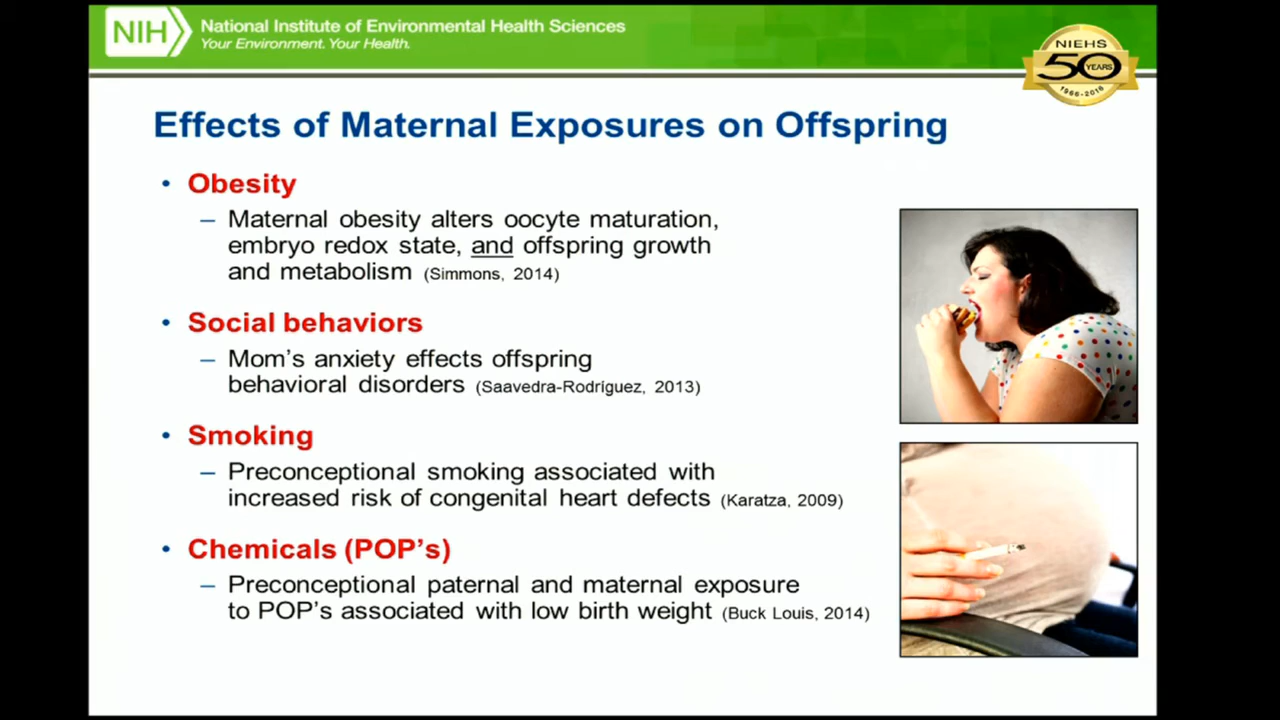 NIH
National Institute of Environmental Health Sciences
Your Environment. Your Health.
NIEHS
50 YEARS
1966-2016
Effects of Maternal Exposures on Offspring
• Obesity
– Maternal obesity alters oocyte maturation,
embryo redox state, and offspring growth
and metabolism (Simmons, 2014)
• Social behaviors
– Mom's anxiety effects offspring
behavioral disorders (Saavedra-Rodríguez, 2013)
• Smoking
– Preconceptional smoking associated with
increased risk of congenital heart defects (Karatza, 2009)
• Chemicals (POP's)
– Preconceptional paternal and maternal exposure
to POP's associated with low birth weight (Buck Louis, 2014)